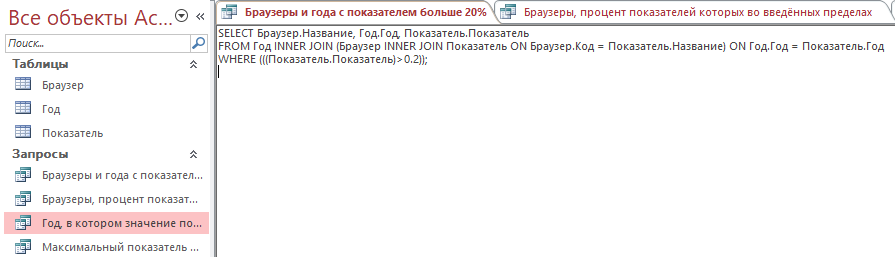 Все объекты Ac...
Поиск...
Таблицы
Браузер
Год
Показатель
Запросы
Браузеры и года с показател...
Браузеры, процент показат...
Год, в котором значение по...
Максимальный показатель ...
Браузеры и года с показателем больше 20%
Браузеры, процент показателей которых во введённых пределах
SELECT Браузер.Название, Год.Год, Показатель.Показатель
FROM Год INNER JOIN (Браузер INNER JOIN Показатель ON Браузер.Код = Показатель.Название) ON Год.Год = Показатель.Год
WHERE (((Показатель.Показатель)>0.2));